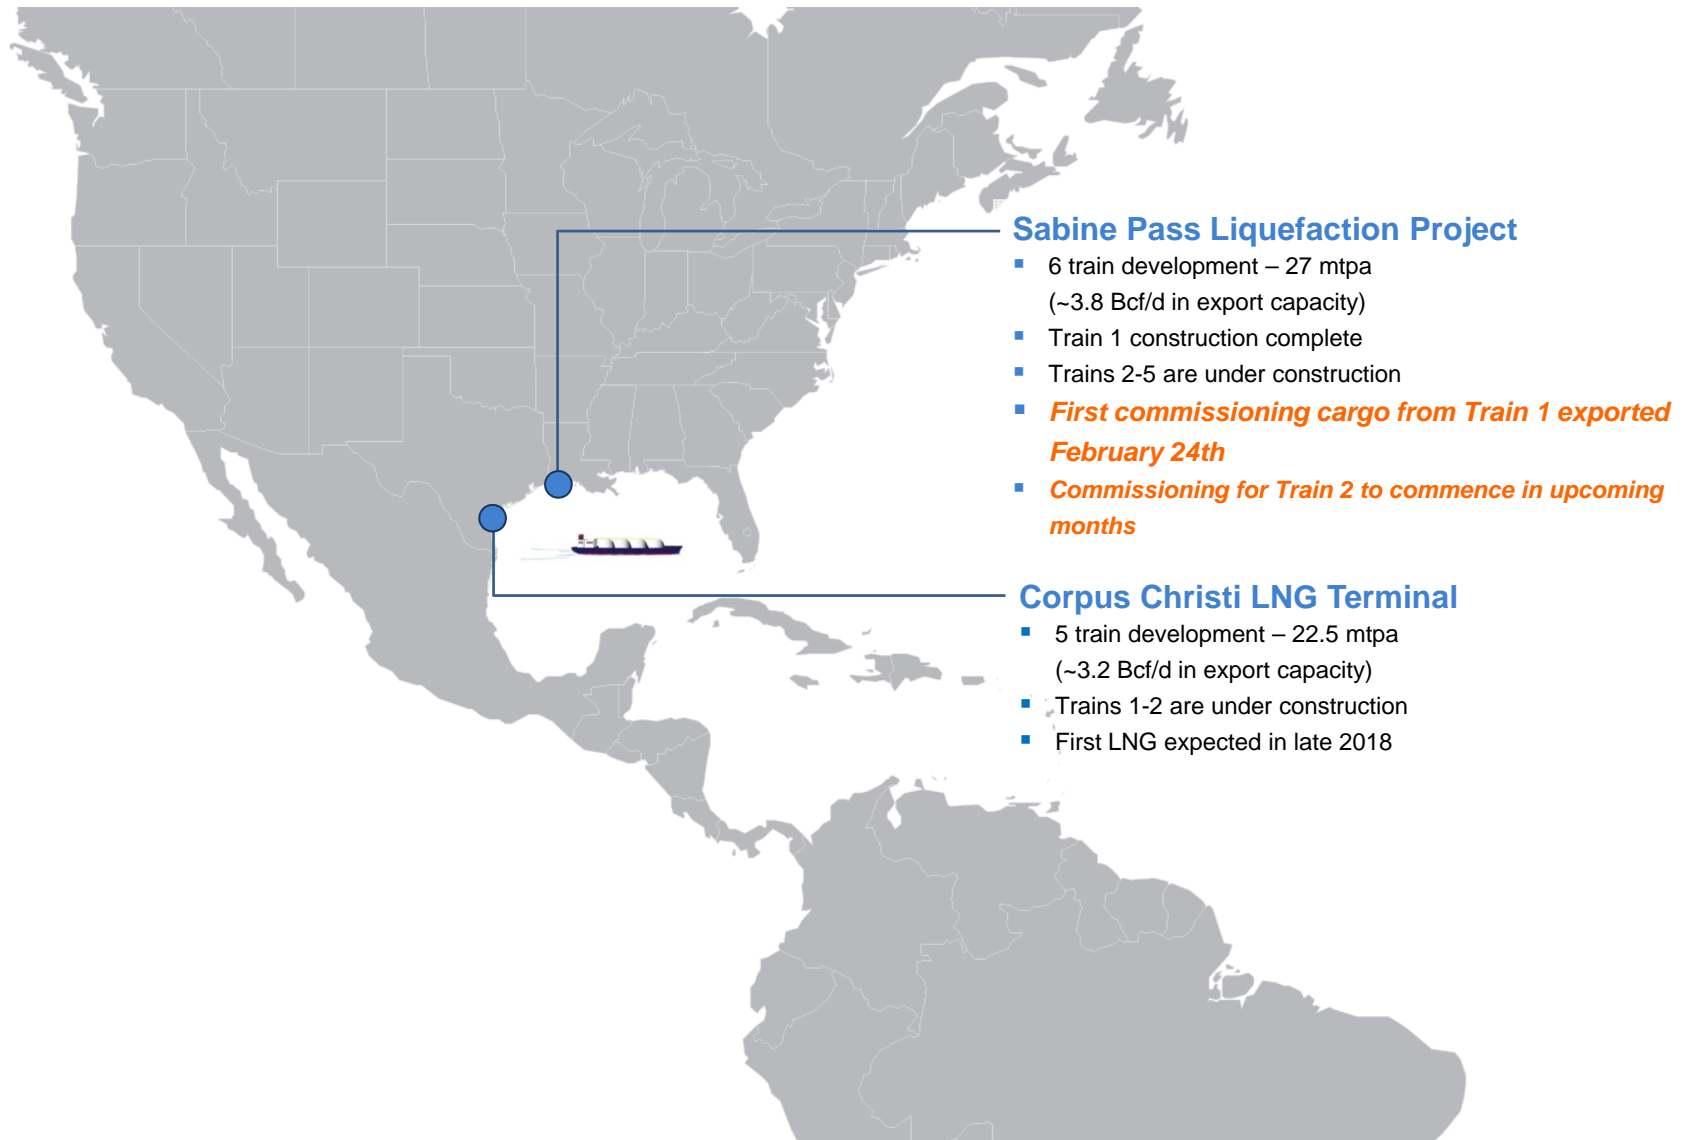 Sabine Pass Liquefaction Project
▪ 6 train development – 27 mtpa
(~3.8 Bcf/d in export capacity)
▪ Train 1 construction complete
▪ Trains 2-5 are under construction
▪ First commissioning cargo from Train 1 exported
February 24th
▪ Commissioning for Train 2 to commence in upcoming
months
Corpus Christi LNG Terminal
▪ 5 train development – 22.5 mtpa
(~3.2 Bcf/d in export capacity)
▪ Trains 1-2 are under construction
▪ First LNG expected in late 2018